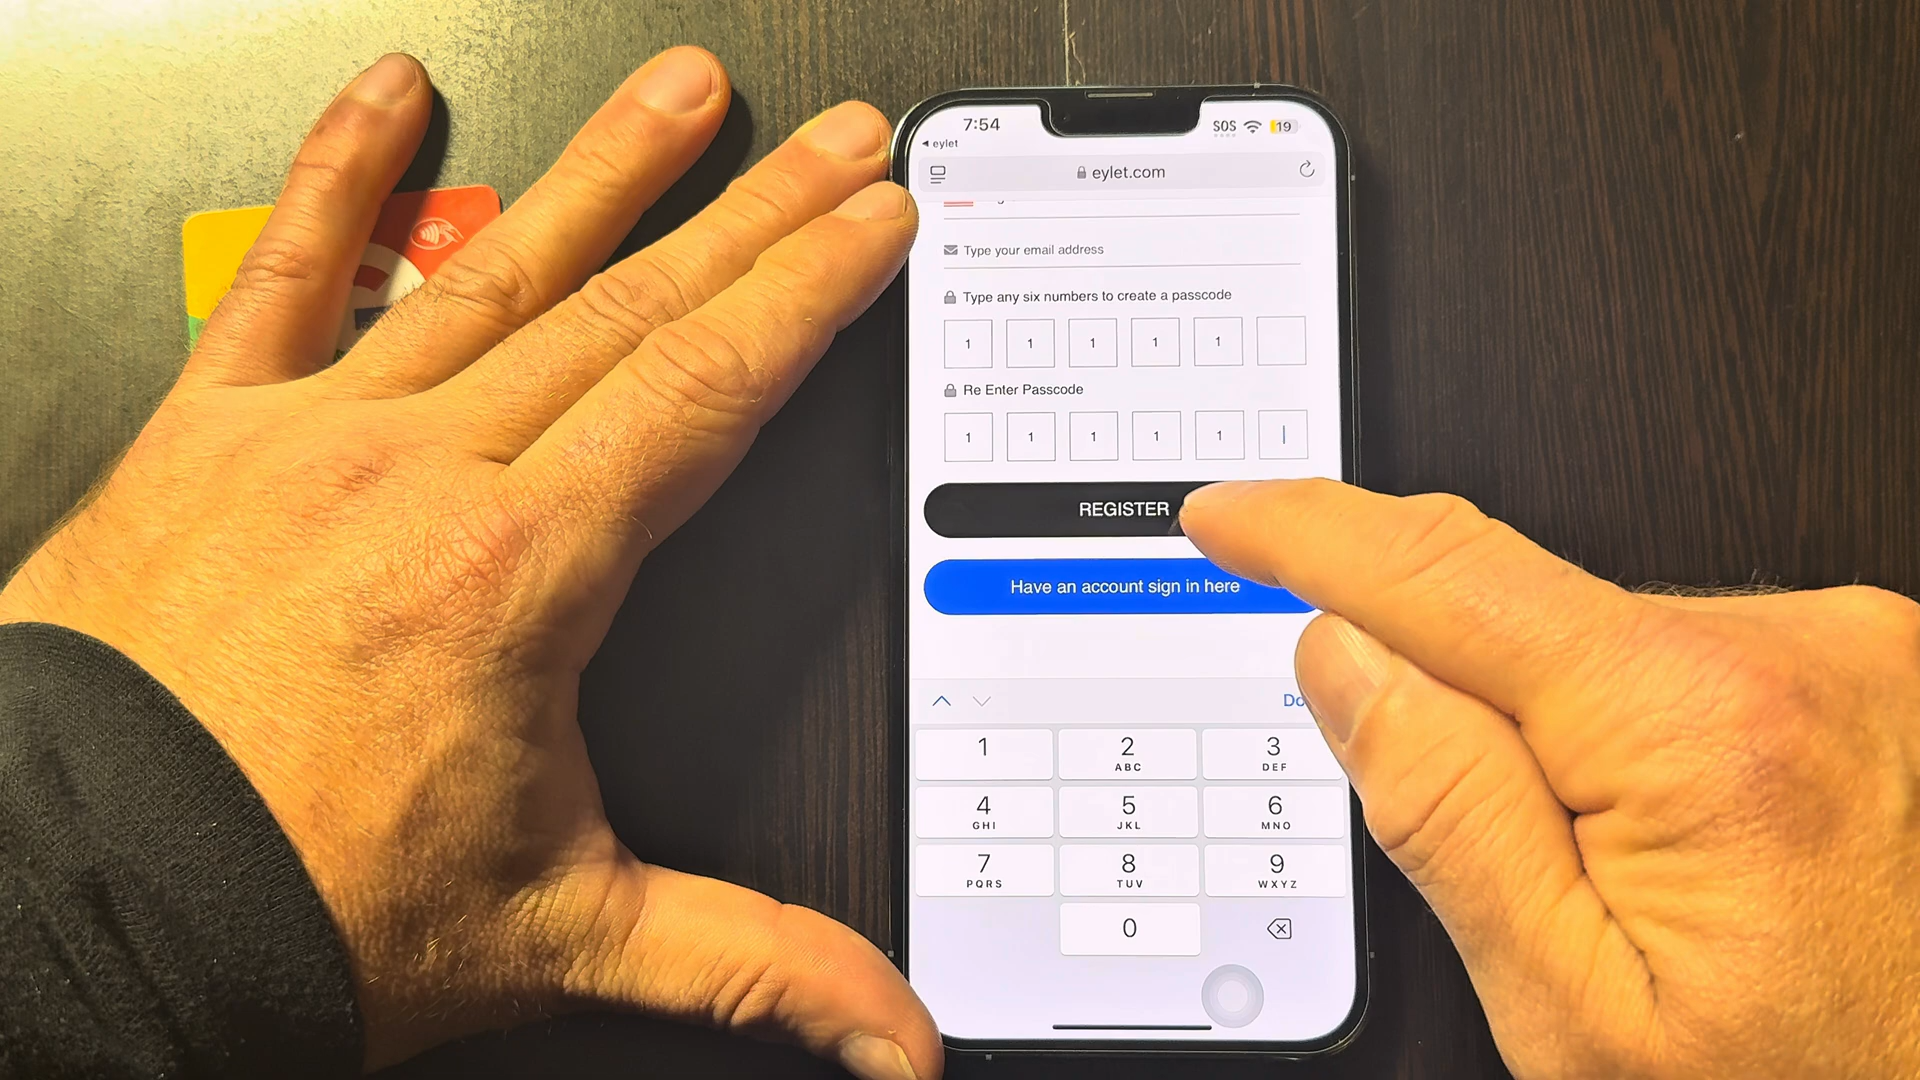 7:54
SOS
19
◂ eylet
eylet.com
Type your email address
Type any six numbers to create a passcode
1 1 1 1 1
Re Enter Passcode
1 1 1 1 1
REGISTER
Have an account sign in here
1
2
ABC
3
DEF
4
GHI
5
JKL
6
MNO
7
PQRS
8
TUV
9
WXYZ
0